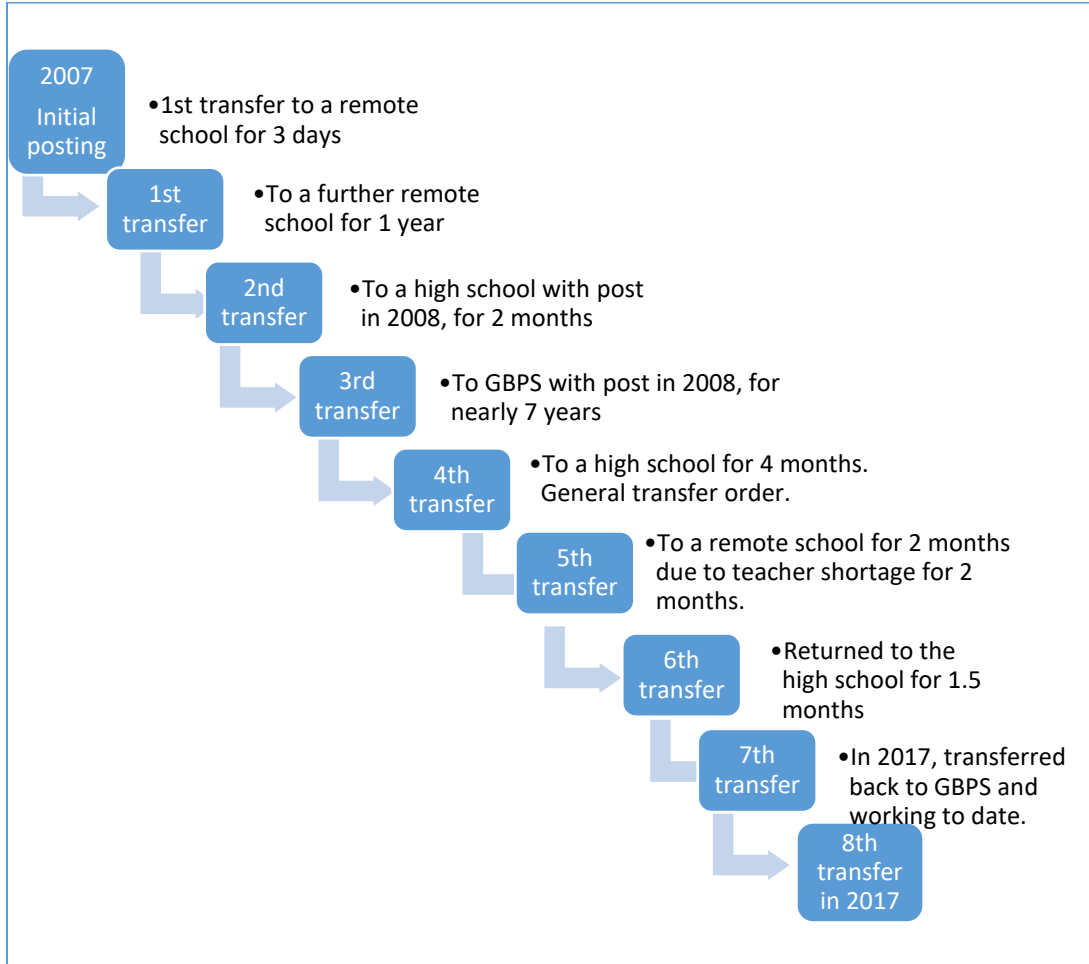 2007
Initial
posting
•1st transfer to a remote
school for 3 days
1st
transfer
•To a further remote
school for 1 year
2nd
transfer
•To a high school with post
in 2008, for 2 months
3rd
transfer
•To GBPS with post in 2008, for
nearly 7 years
4th
transfer
•To a high school for 4 months.
General transfer order.
5th
transfer
•To a remote school for 2 months
due to teacher shortage for 2
months.
6th
transfer
•Returned to the
high school for 1.5
months
7th
transfer
•In 2017, transferred
back to GBPS and
working to date.
8th
transfer
in 2017